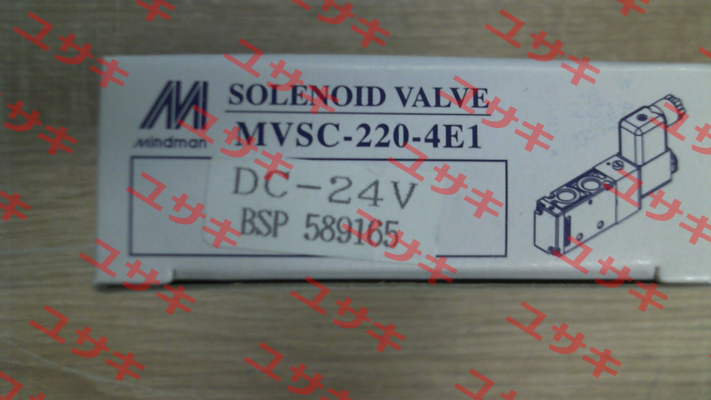 SOLENOID VALVE
Mindman
MVSC-220-4E1
DC-24V
BSP 589165
ユサキ